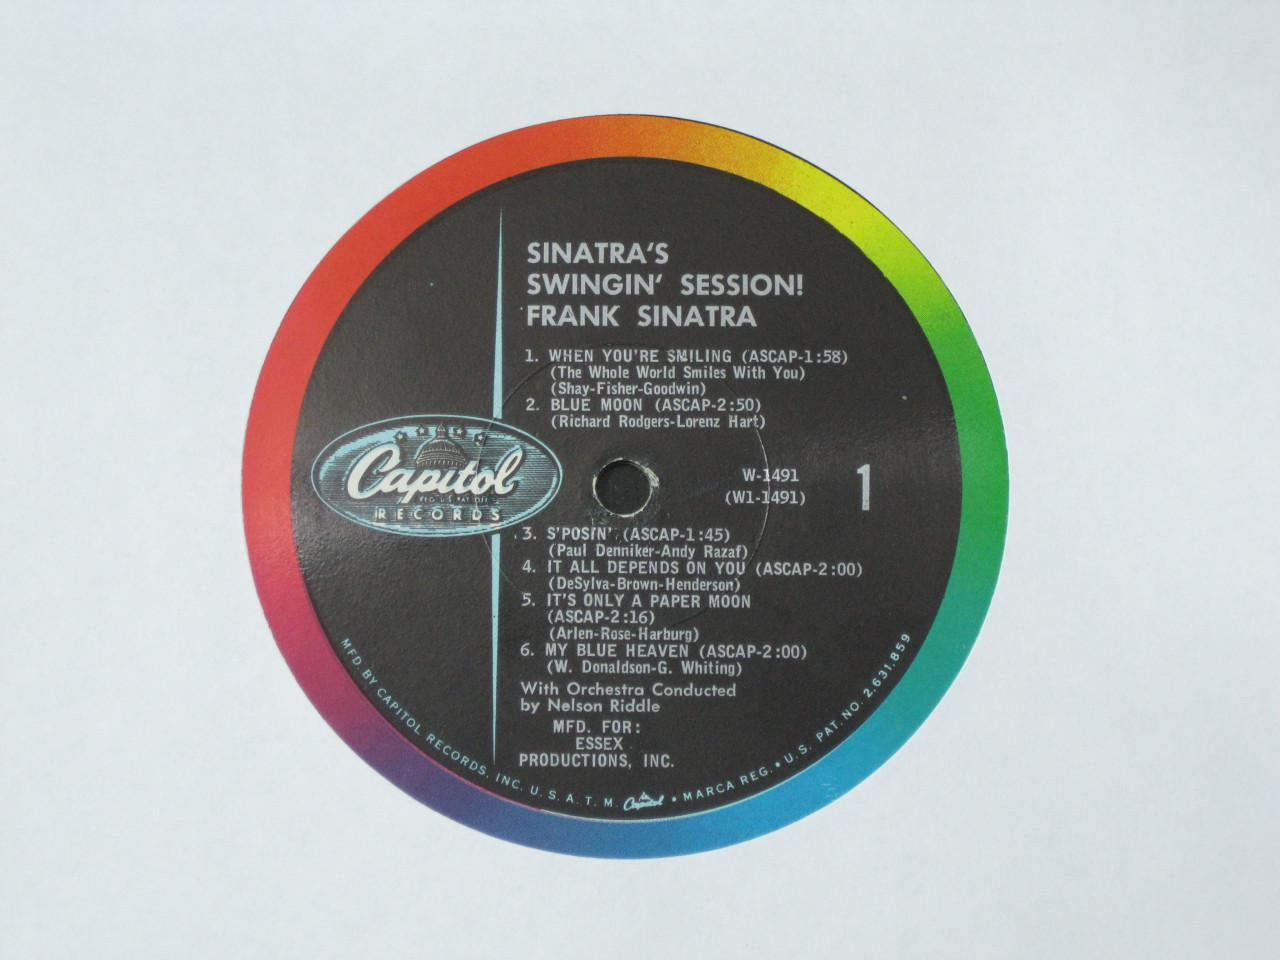 SINATRA'S
SWINGIN' SESSION!
FRANK SINATRA
1. WHEN YOU'RE SMILING (ASCAP-1:58)
(The Whole World Smiles With You)
(Shay-Fisher-Goodwin)
2. BLUE MOON (ASCAP-2:50)
(Richard Rodgers-Lorenz Hart)
Capitol
REG. U.S. PAT. OFF.
RECORDS
W-1491
(W1-1491)
1
3. S'POSIN' (ASCAP-1:45)
(Paul Denniker-Andy Razaf)
4. IT ALL DEPENDS ON YOU (ASCAP-2:00)
(DeSylva-Brown-Henderson)
5. IT'S ONLY A PAPER MOON
(ASCAP-2:16)
(Arlen-Rose-Harburg)
6. MY BLUE HEAVEN (ASCAP-2:00)
(W. Donaldson-G. Whiting)
With Orchestra Conducted
by Nelson Riddle
MFD. FOR:
ESSEX
PRODUCTIONS, INC.
MFD. BY CAPITOL RECORDS, INC. U. S. A. T. M. Capitol • MARCA REG. • U.S. PAT. NO. 2,631,859